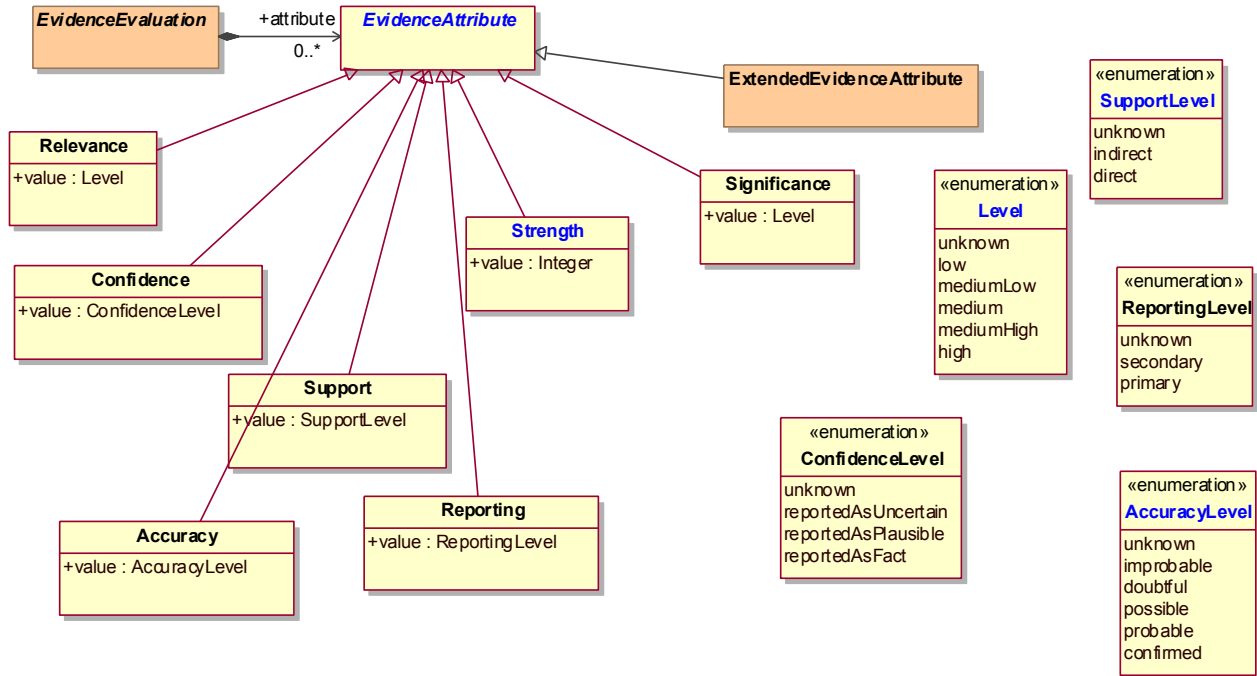 EvidenceEvaluation
+attribute
0..*
EvidenceAttribute
ExtendedEvidenceAttribute
Relevance
+value : Level
Confidence
+value : ConfidenceLevel
Accuracy
+value : AccuracyLevel
Support
+value : SupportLevel
Reporting
+value : ReportingLevel
Strength
+value : Integer
Significance
+value : Level
«enumeration»
Level
unknown
low
mediumLow
medium
mediumHigh
high
«enumeration»
ConfidenceLevel
unknown
reportedAsUncertain
reportedAsPlausible
reportedAsFact
«enumeration»
SupportLevel
unknown
indirect
direct
«enumeration»
ReportingLevel
unknown
secondary
primary
«enumeration»
AccuracyLevel
unknown
improbable
doubtful
possible
probable
confirmed